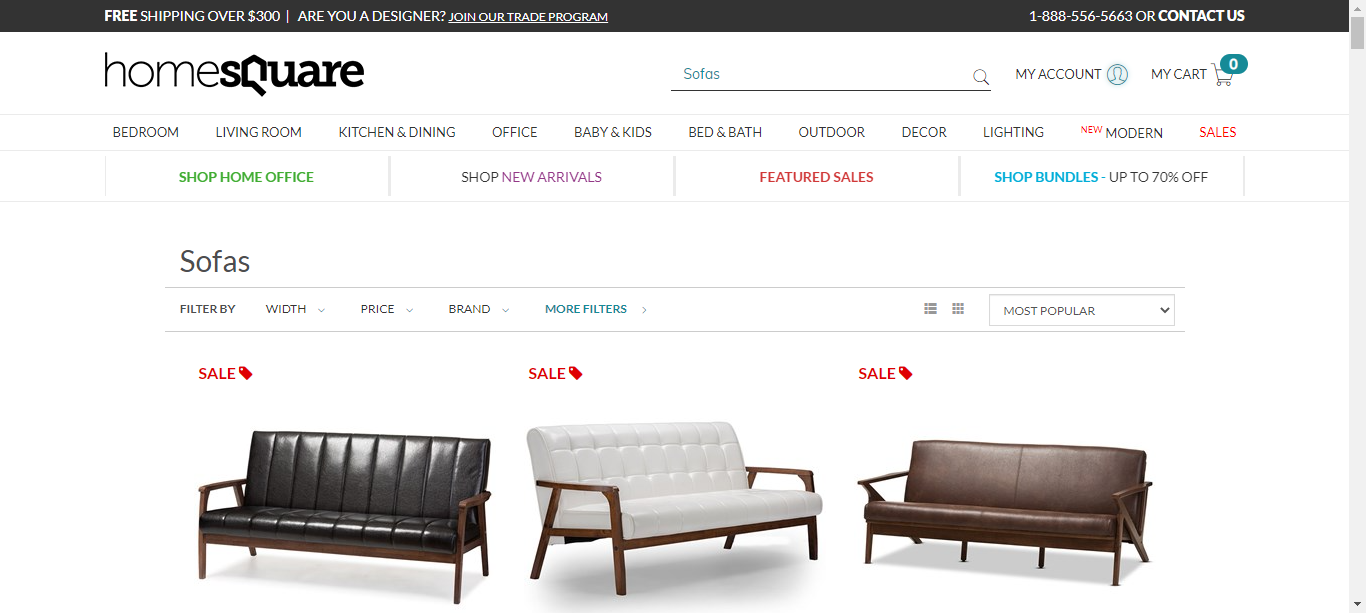 FREE SHIPPING OVER $300 | ARE YOU A DESIGNER? JOIN OUR TRADE PROGRAM
1-888-556-5663 OR CONTACT US
homesquare
Sofas
MY ACCOUNT
MY CART
0
BEDROOM LIVING ROOM KITCHEN & DINING OFFICE BABY & KIDS BED & BATH OUTDOOR DECOR LIGHTING NEW MODERN SALES
SHOP HOME OFFICE
SHOP NEW ARRIVALS
FEATURED SALES
SHOP BUNDLES - UP TO 70% OFF
Sofas
FILTER BY WIDTH PRICE BRAND MORE FILTERS
MOST POPULAR
SALE
SALE
SALE